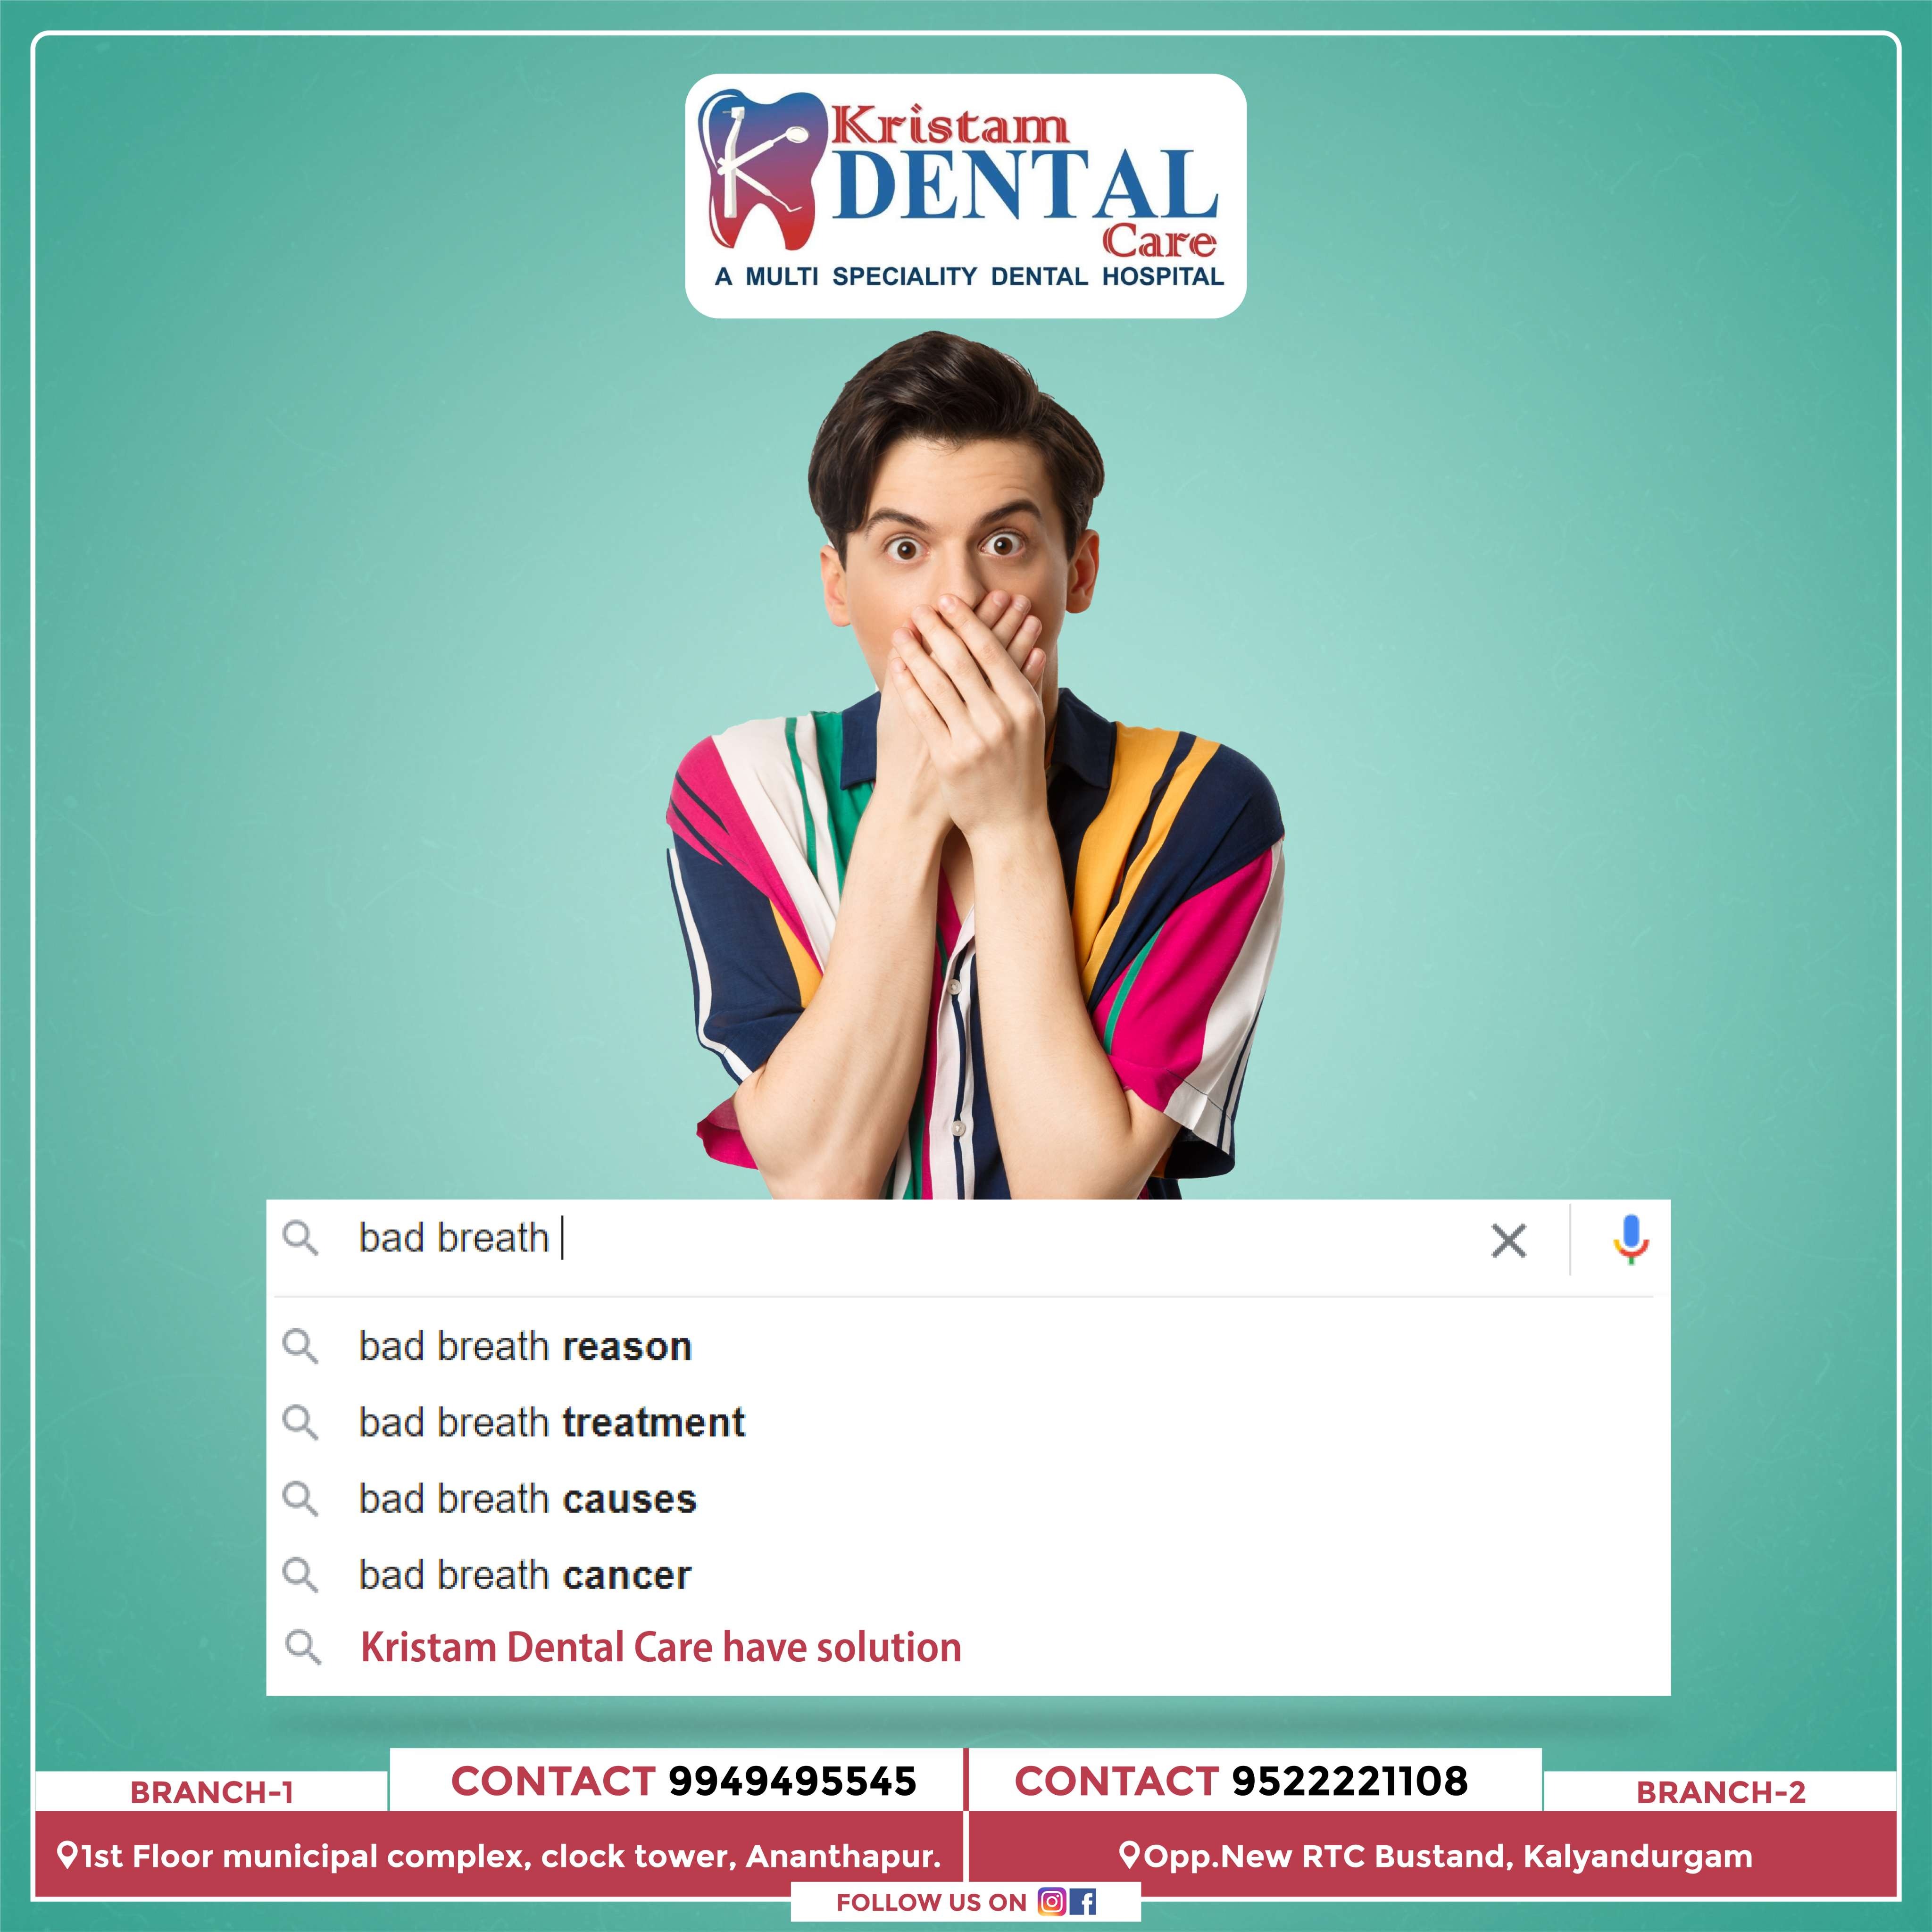 Kristam
DENTAL
Care
A MULTI SPECIALITY DENTAL HOSPITAL
bad breath
bad breath reason
bad breath treatment
bad breath causes
bad breath cancer
Kristam Dental Care have solution
BRANCH-1
CONTACT 9949495545
CONTACT 9522221108
BRANCH-2
1st Floor municipal complex, clock tower, Ananthapur.
Opp.New RTC Bustand, Kalyandurgam
FOLLOW US ON